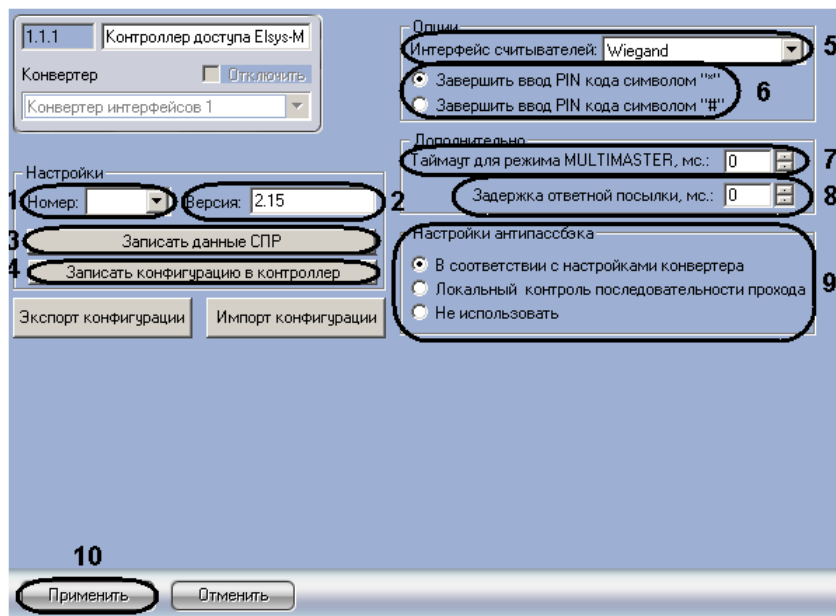 1.1.1 Контроллер доступа Elsys-M
Конвертер Отключить
Конвертер интерфейсов 1
Настройки
1 Номер: Версия: 2.15 2
3 Записать данные СПР
4 Записать конфигурацию в контроллер
Экспорт конфигурации Импорт конфигурации
Опции
Интерфейс считывателей: Wiegand 5
Завершить ввод PIN кода символом "*"
6
Завершить ввод PIN кода символом "#"
Дополнительно
Таймаут для режима MULTIMASTER, мс.: 0 7
Задержка ответной посылки, мс.: 0 8
Настройки антипассбэка
В соответствии с настройками конвертера
Локальный контроль последовательности прохода 9
Не использовать
10
Применить Отменить